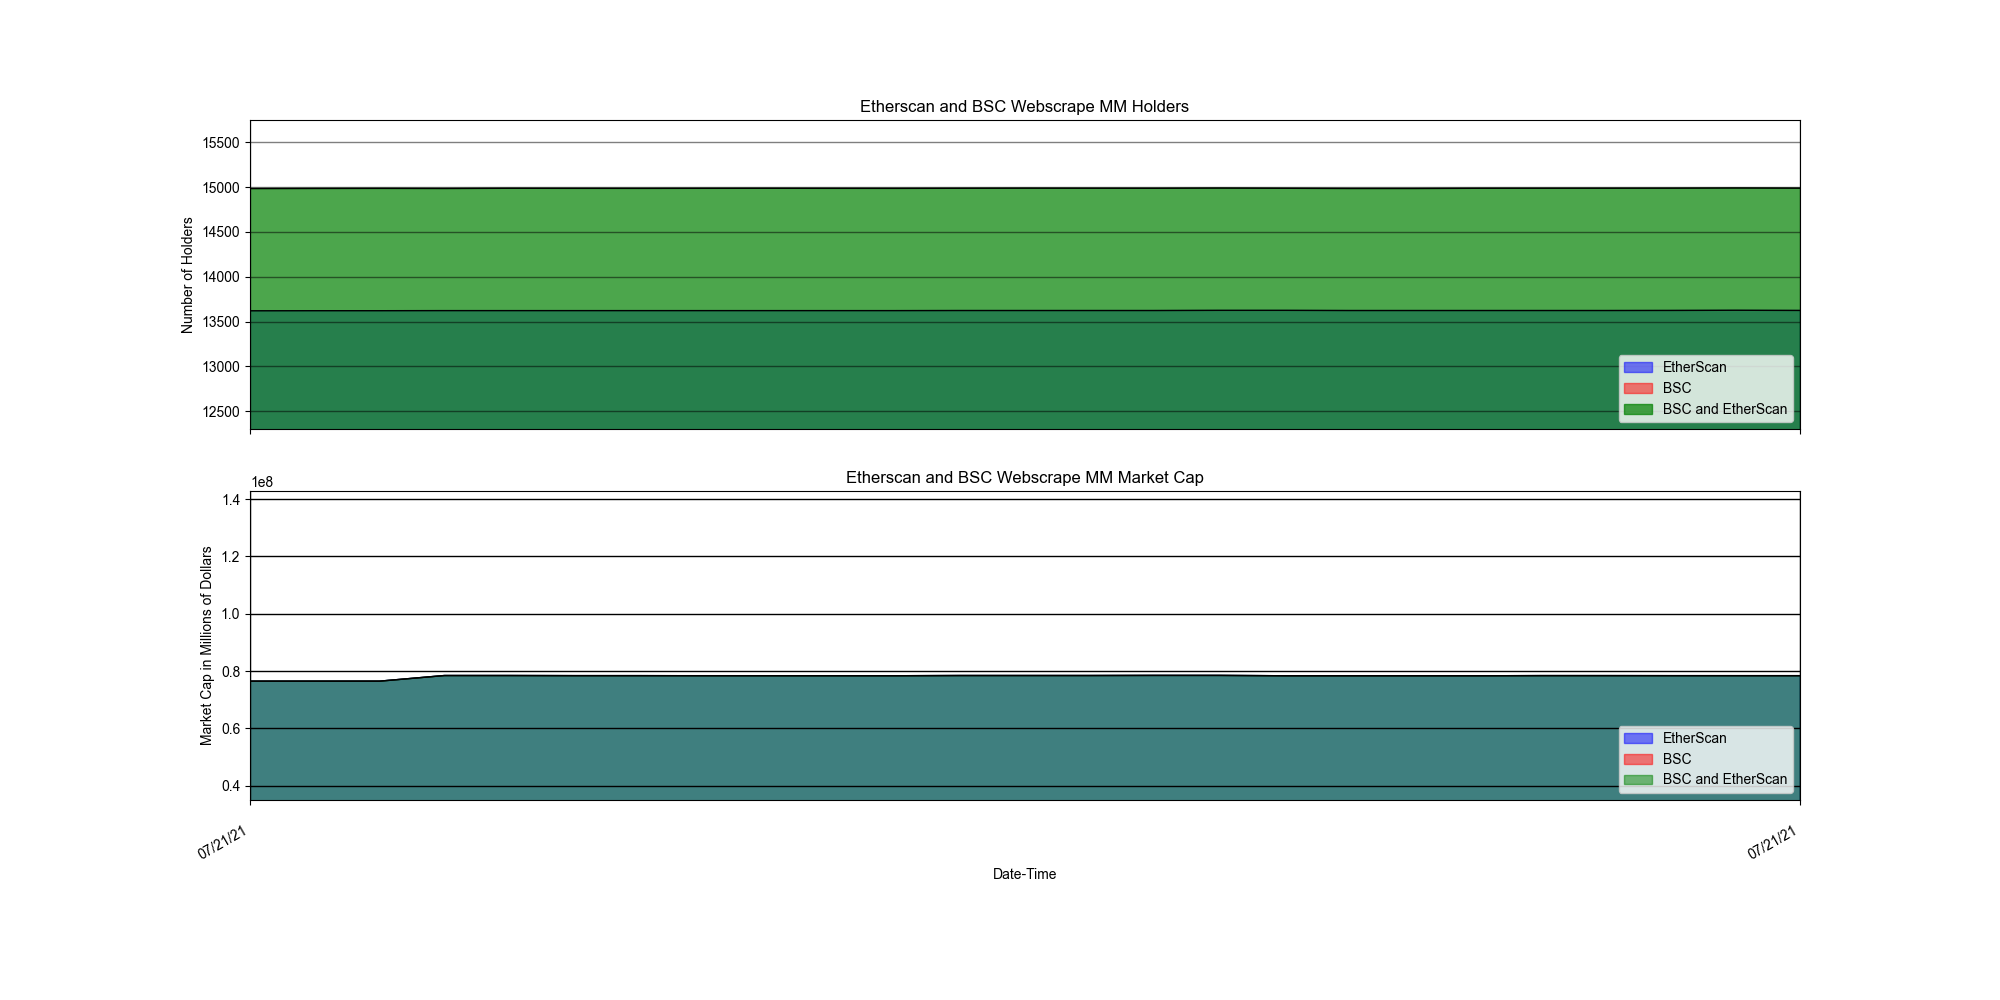 Etherscan and BSC Webscrape MM Holders
15500
15000
14500
14000
13500
13000
12500
Number of Holders
EtherScan
BSC
BSC and EtherScan
Etherscan and BSC Webscrape MM Market Cap
1e8
1.4
1.2
1.0
0.8
0.6
0.4
Market Cap in Millions of Dollars
EtherScan
BSC
BSC and EtherScan
07/21/21
07/21/21
Date-Time